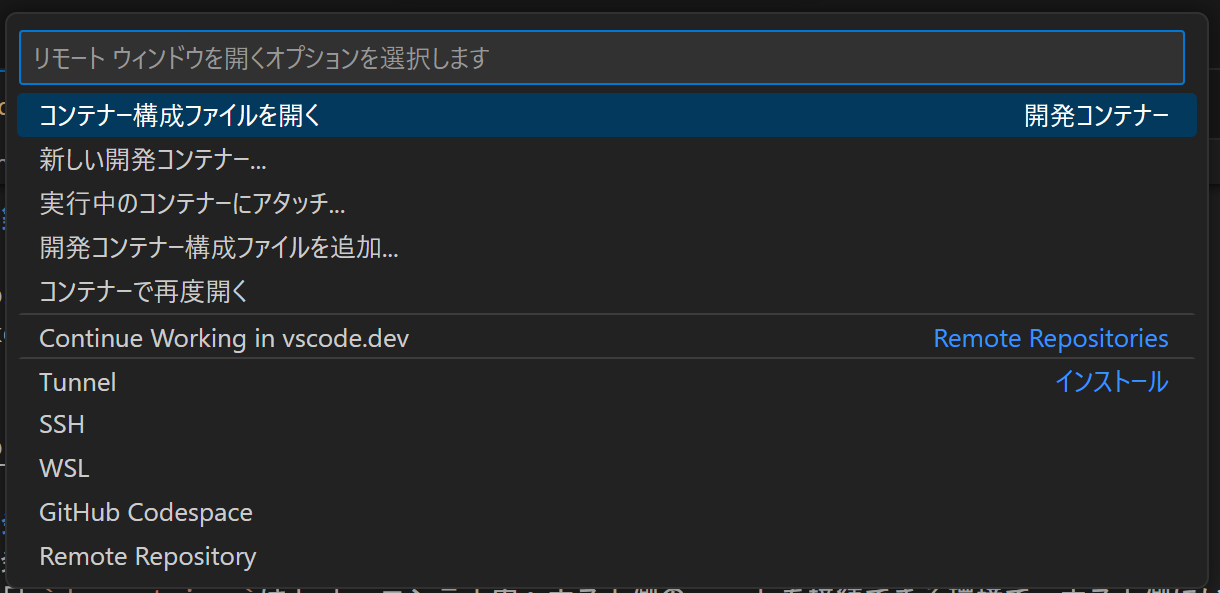 リモート ウィンドウを開くオプションを選択します
コンテナー構成ファイルを開く 開発コンテナー
新しい開発コンテナー...
実行中のコンテナーにアタッチ...
開発コンテナー構成ファイルを追加...
コンテナーで再度開く
Continue Working in vscode.dev Remote Repositories
Tunnel インストール
SSH
WSL
GitHub Codespace
Remote Repository